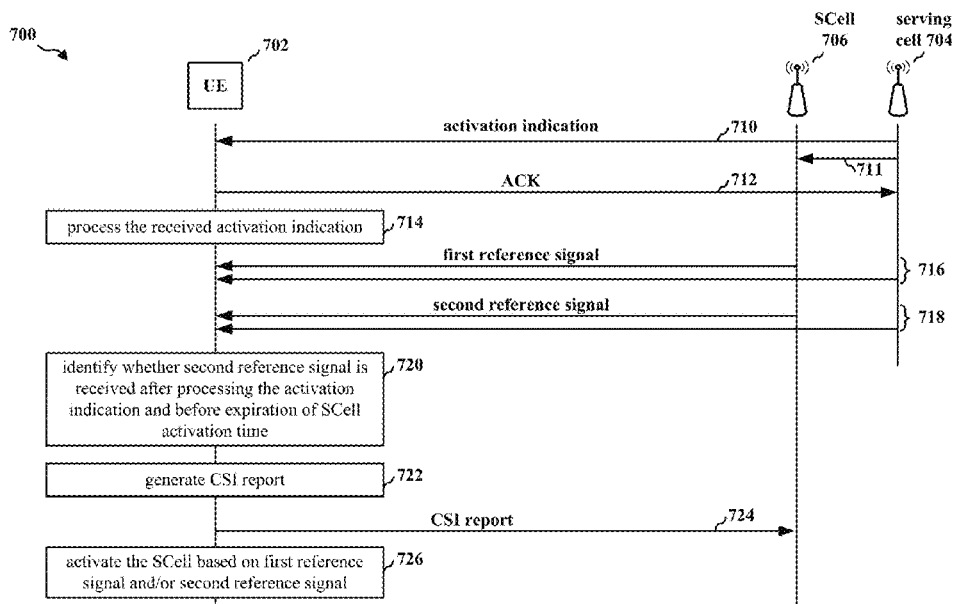 700
702
UE
SCell
706
serving
cell 704
activation indication
710
711
ACK
712
process the received activation indication
714
first reference signal
716
second reference signal
718
identify whether second reference signal is
received after processing the activation
indication and before expiration of SCell
activation time
720
generate CSI report
722
CSI report
724
activate the SCell based on first reference
signal and/or second reference signal
726